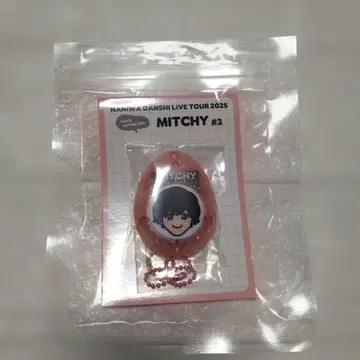 NANIWA DANSHI LIVE TOUR 2025
MITCHY #3
MITCHY